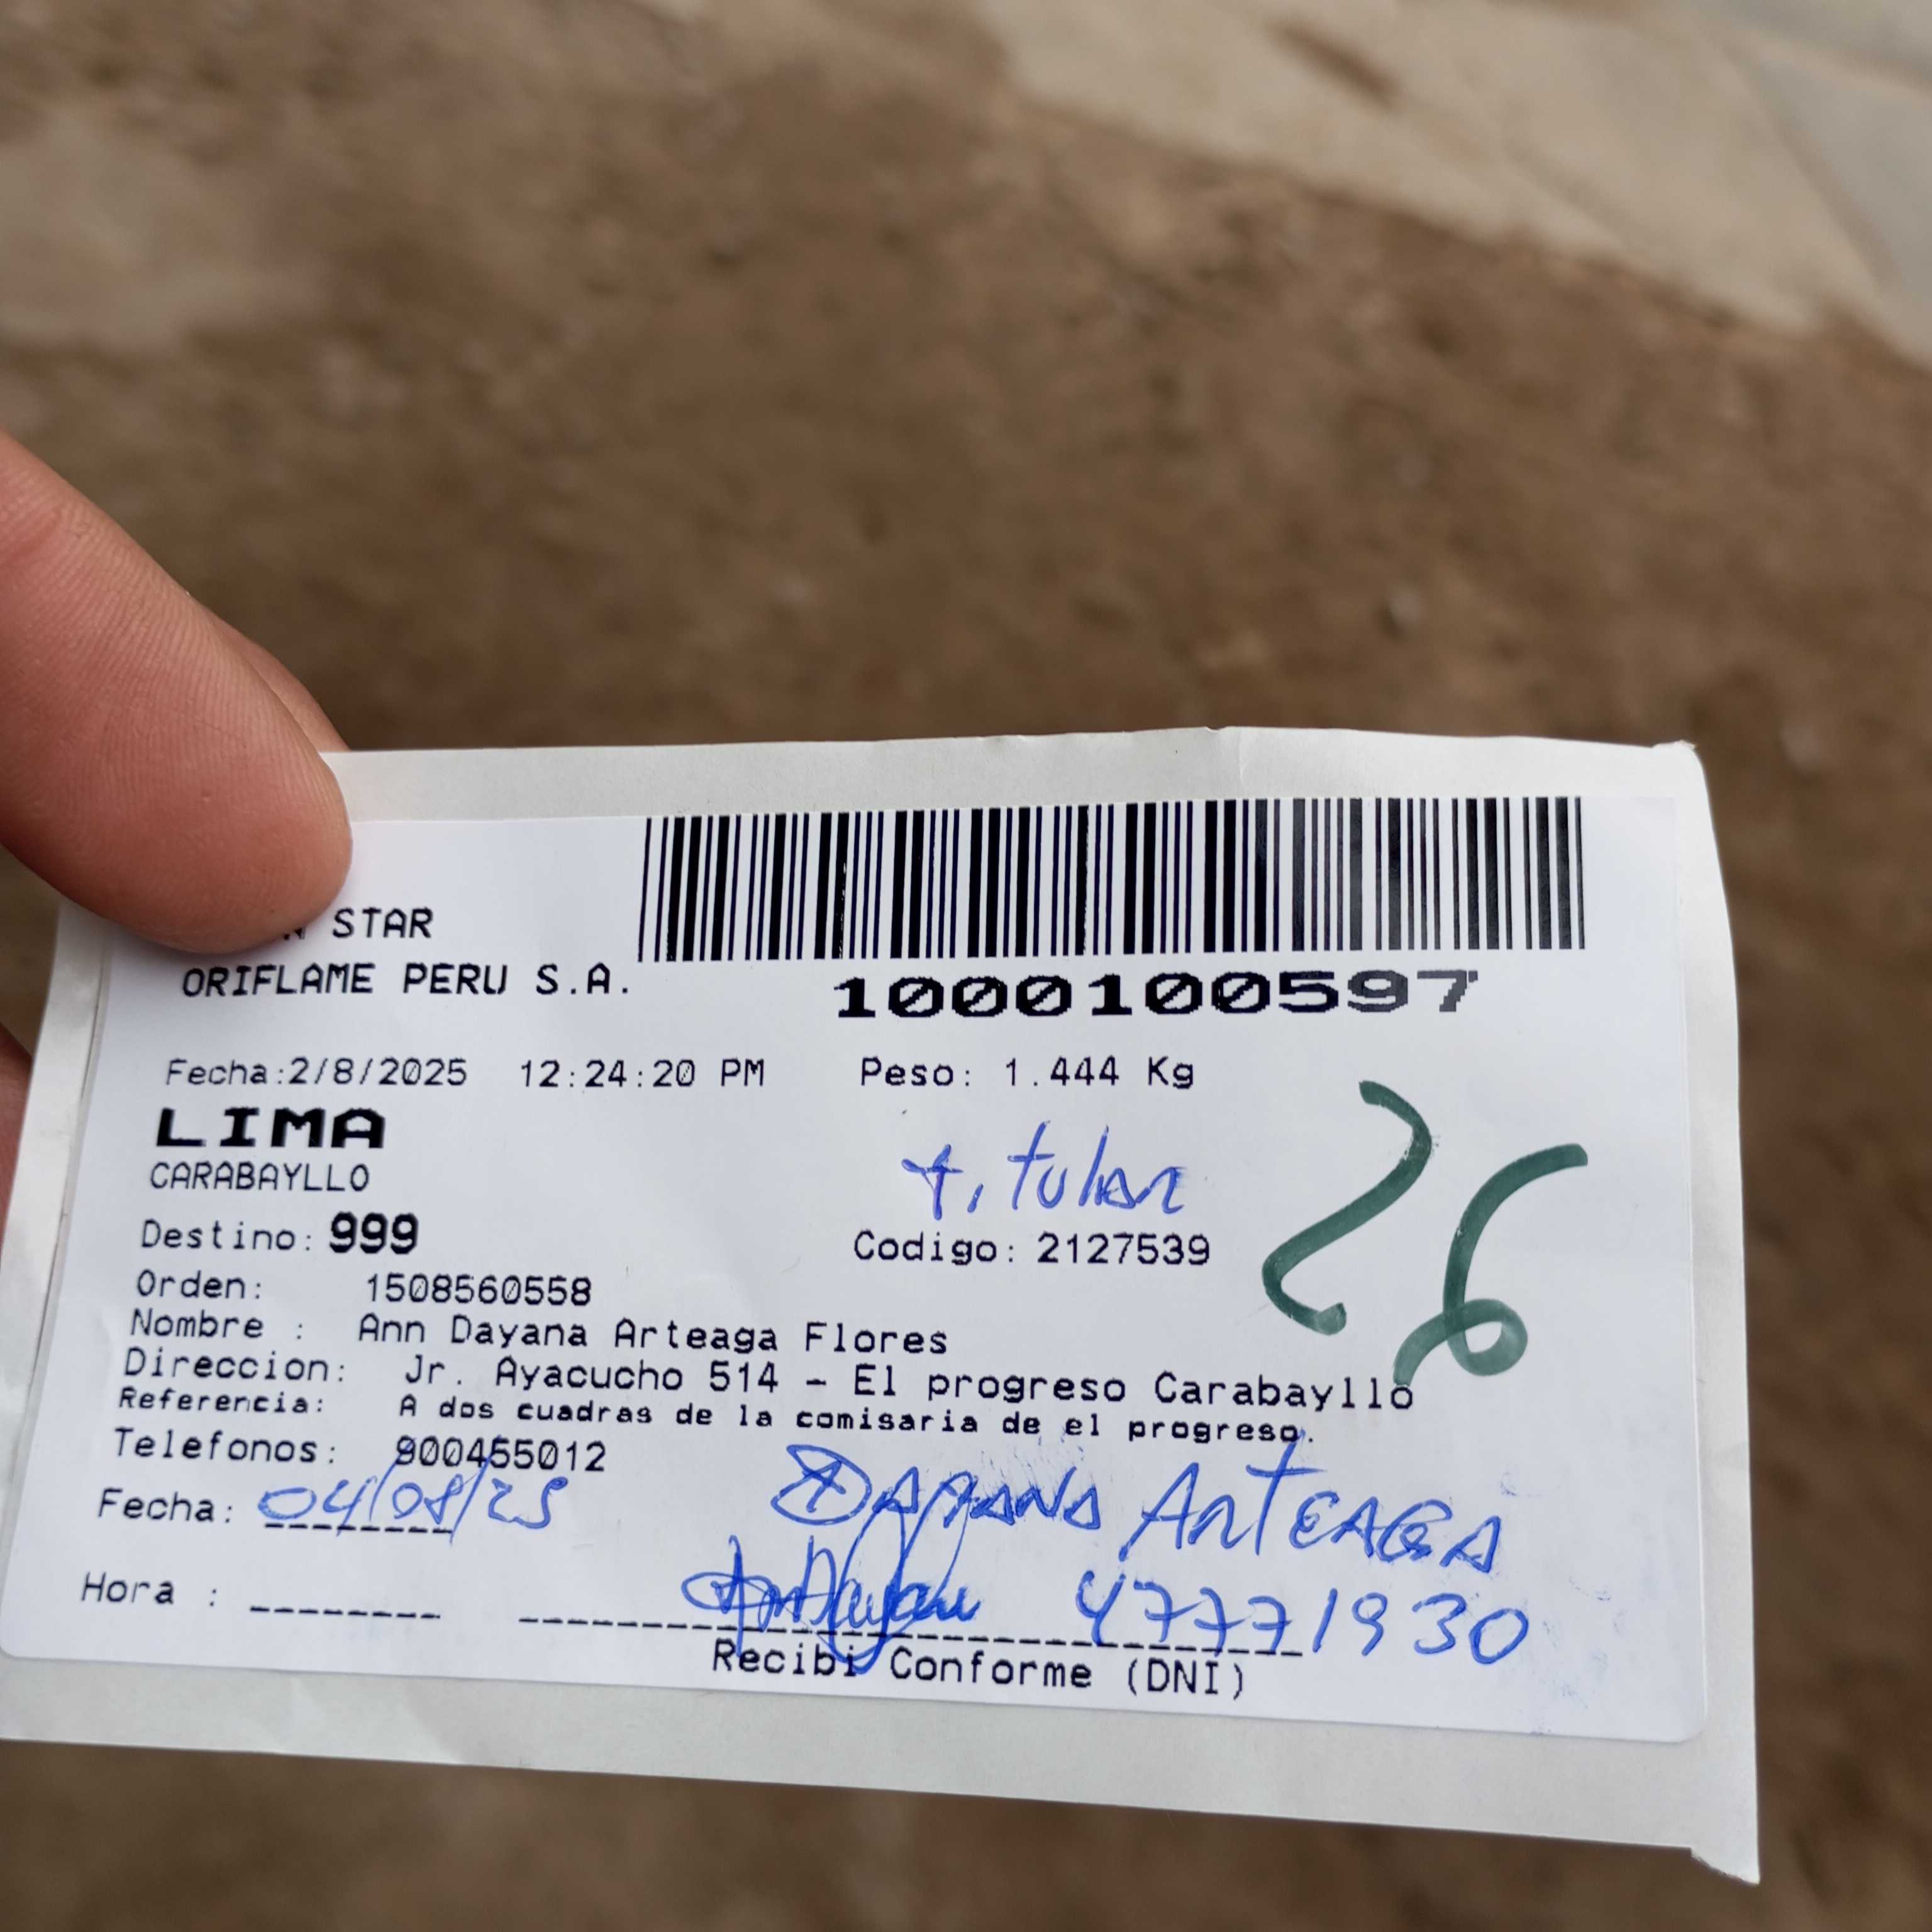 STAR
ORIFLAME PERU S.A.
1000100597
Fecha:2/8/2025 12:24:20 PM Peso: 1.444 Kg
LIMA
CARABAYLLO
titular
26
Destino: 999
Codigo: 2127539
Orden: 1508560558
Nombre : Ann Dayana Arteaga Flores
Direccion: Jr. Ayacucho 514 - El progreso Carabayllo
Referencia: A dos cuadras de la comisaria de el progreso.
Telefonos: 900455012
Fecha: 04/08/25
DAYANA ARTEAGA
Hora :
47771930
Recibi Conforme (DNI)